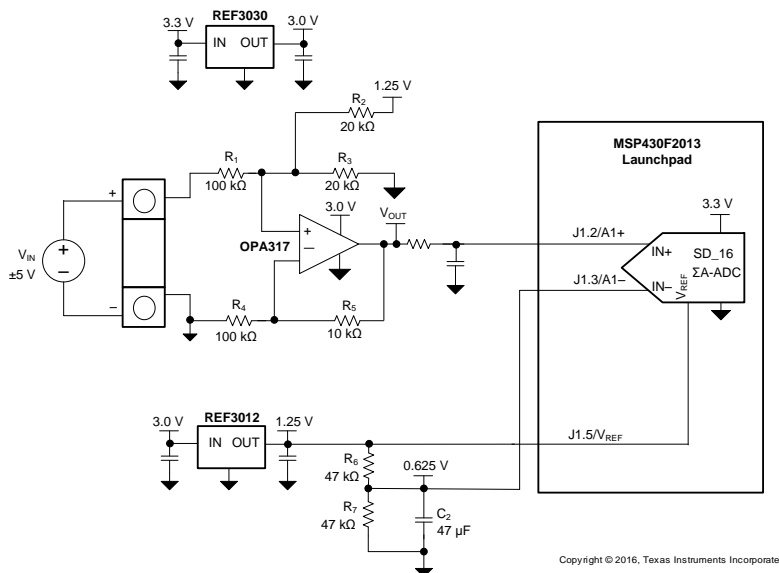 REF3030
3.3 V
3.0 V
IN OUT
1.25 V
R2
20 kΩ
R1
100 kΩ
R3
20 kΩ
MSP430F2013
Launchpad
+
3.0 V
VOUT
3.3 V
VIN
±5 V
+
−
OPA317
+
−
J1.2/A1+
IN+
SD_16
ΣA-ADC
J1.3/A1−
IN−
VREF
−
R4
100 kΩ
R5
10 kΩ
REF3012
3.0 V
1.25 V
IN OUT
J1.5/VREF
R6
47 kΩ
0.625 V
R7
47 kΩ
C2
47 µF
Copyright © 2016, Texas Instruments Incorporate